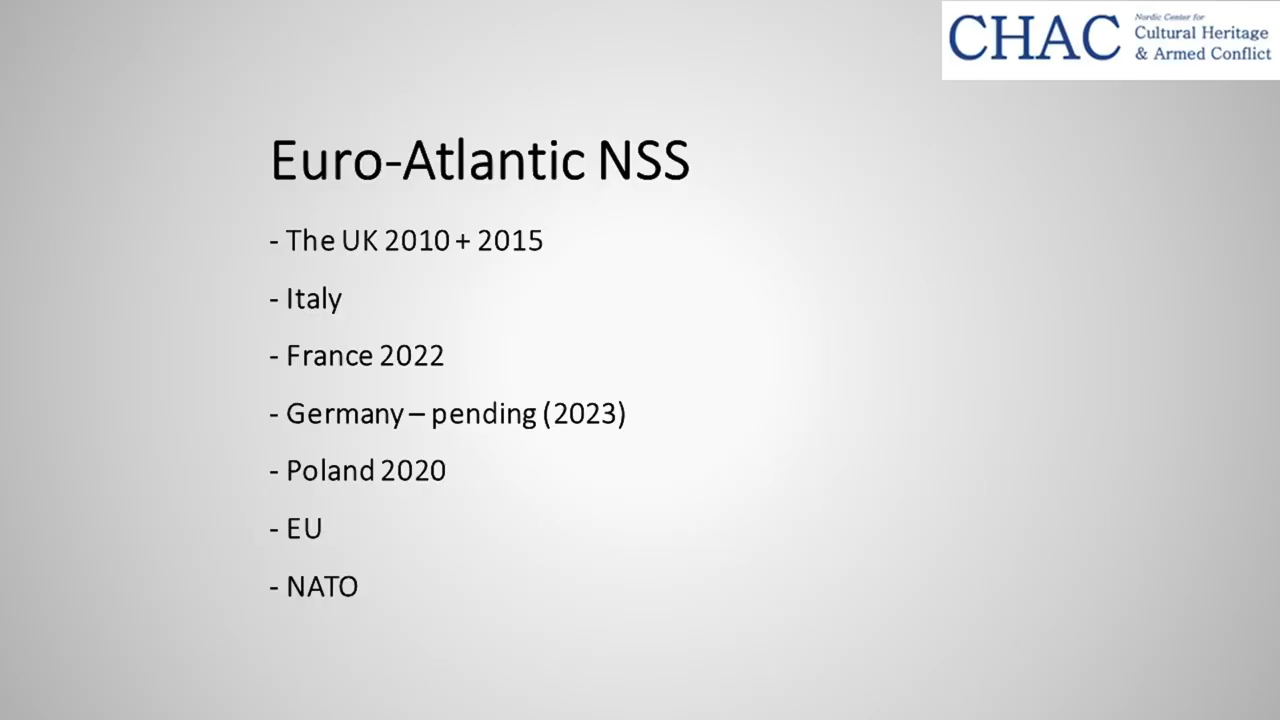 CHAC
Nordic Center for
Cultural Heritage
& Armed Conflict
Euro-Atlantic NSS
- The UK 2010 + 2015
- Italy
- France 2022
- Germany – pending (2023)
- Poland 2020
- EU
- NATO